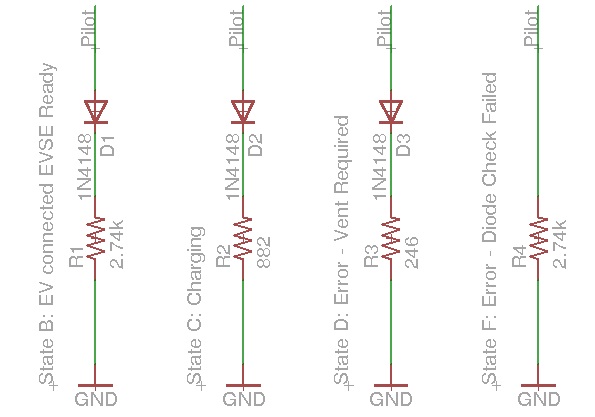 State B: EV connected EVSE Ready
Pilot
1N4148
D1
R1
2.74k
GND
State C: Charging
Pilot
1N4148
D2
R2
882
GND
State D: Error - Vent Required
Pilot
1N4148
D3
R3
246
GND
State F: Error - Diode Check Failed
Pilot
R4
2.74k
GND